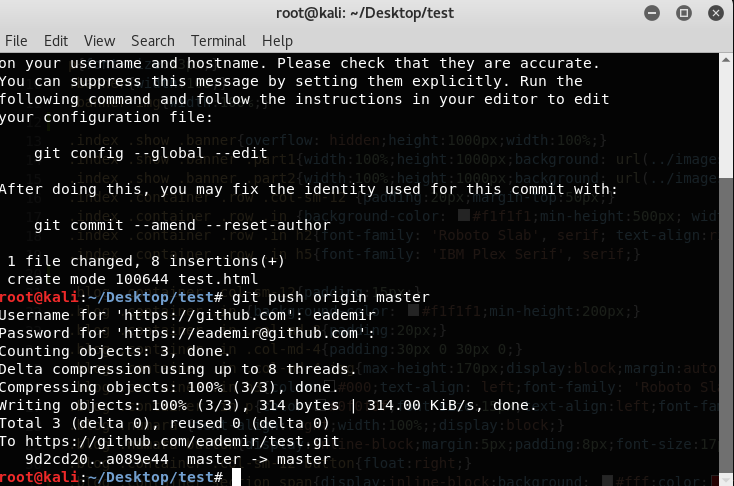 root@kali: ~/Desktop/test
File Edit View Search Terminal Help
on your username and hostname. Please check that they are accurate.
You can suppress this message by setting them explicitly. Run the
following command and follow the instructions in your editor to edit
your configuration file:
git config --global --edit
After doing this, you may fix the identity used for this commit with:
git commit --amend --reset-author
1 file changed, 8 insertions(+)
create mode 100644 test.html
root@kali:~/Desktop/test# git push origin master
Username for 'https://github.com': eademir
Password for 'https://eademir@github.com':
Counting objects: 3, done.
Delta compression using up to 8 threads.
Compressing objects: 100% (3/3), done.
Writing objects: 100% (3/3), 314 bytes | 314.00 KiB/s, done.
Total 3 (delta 0), reused 0 (delta 0)
To https://github.com/eademir/test.git
9d2cd20..a089e44 master -> master
root@kali:~/Desktop/test#